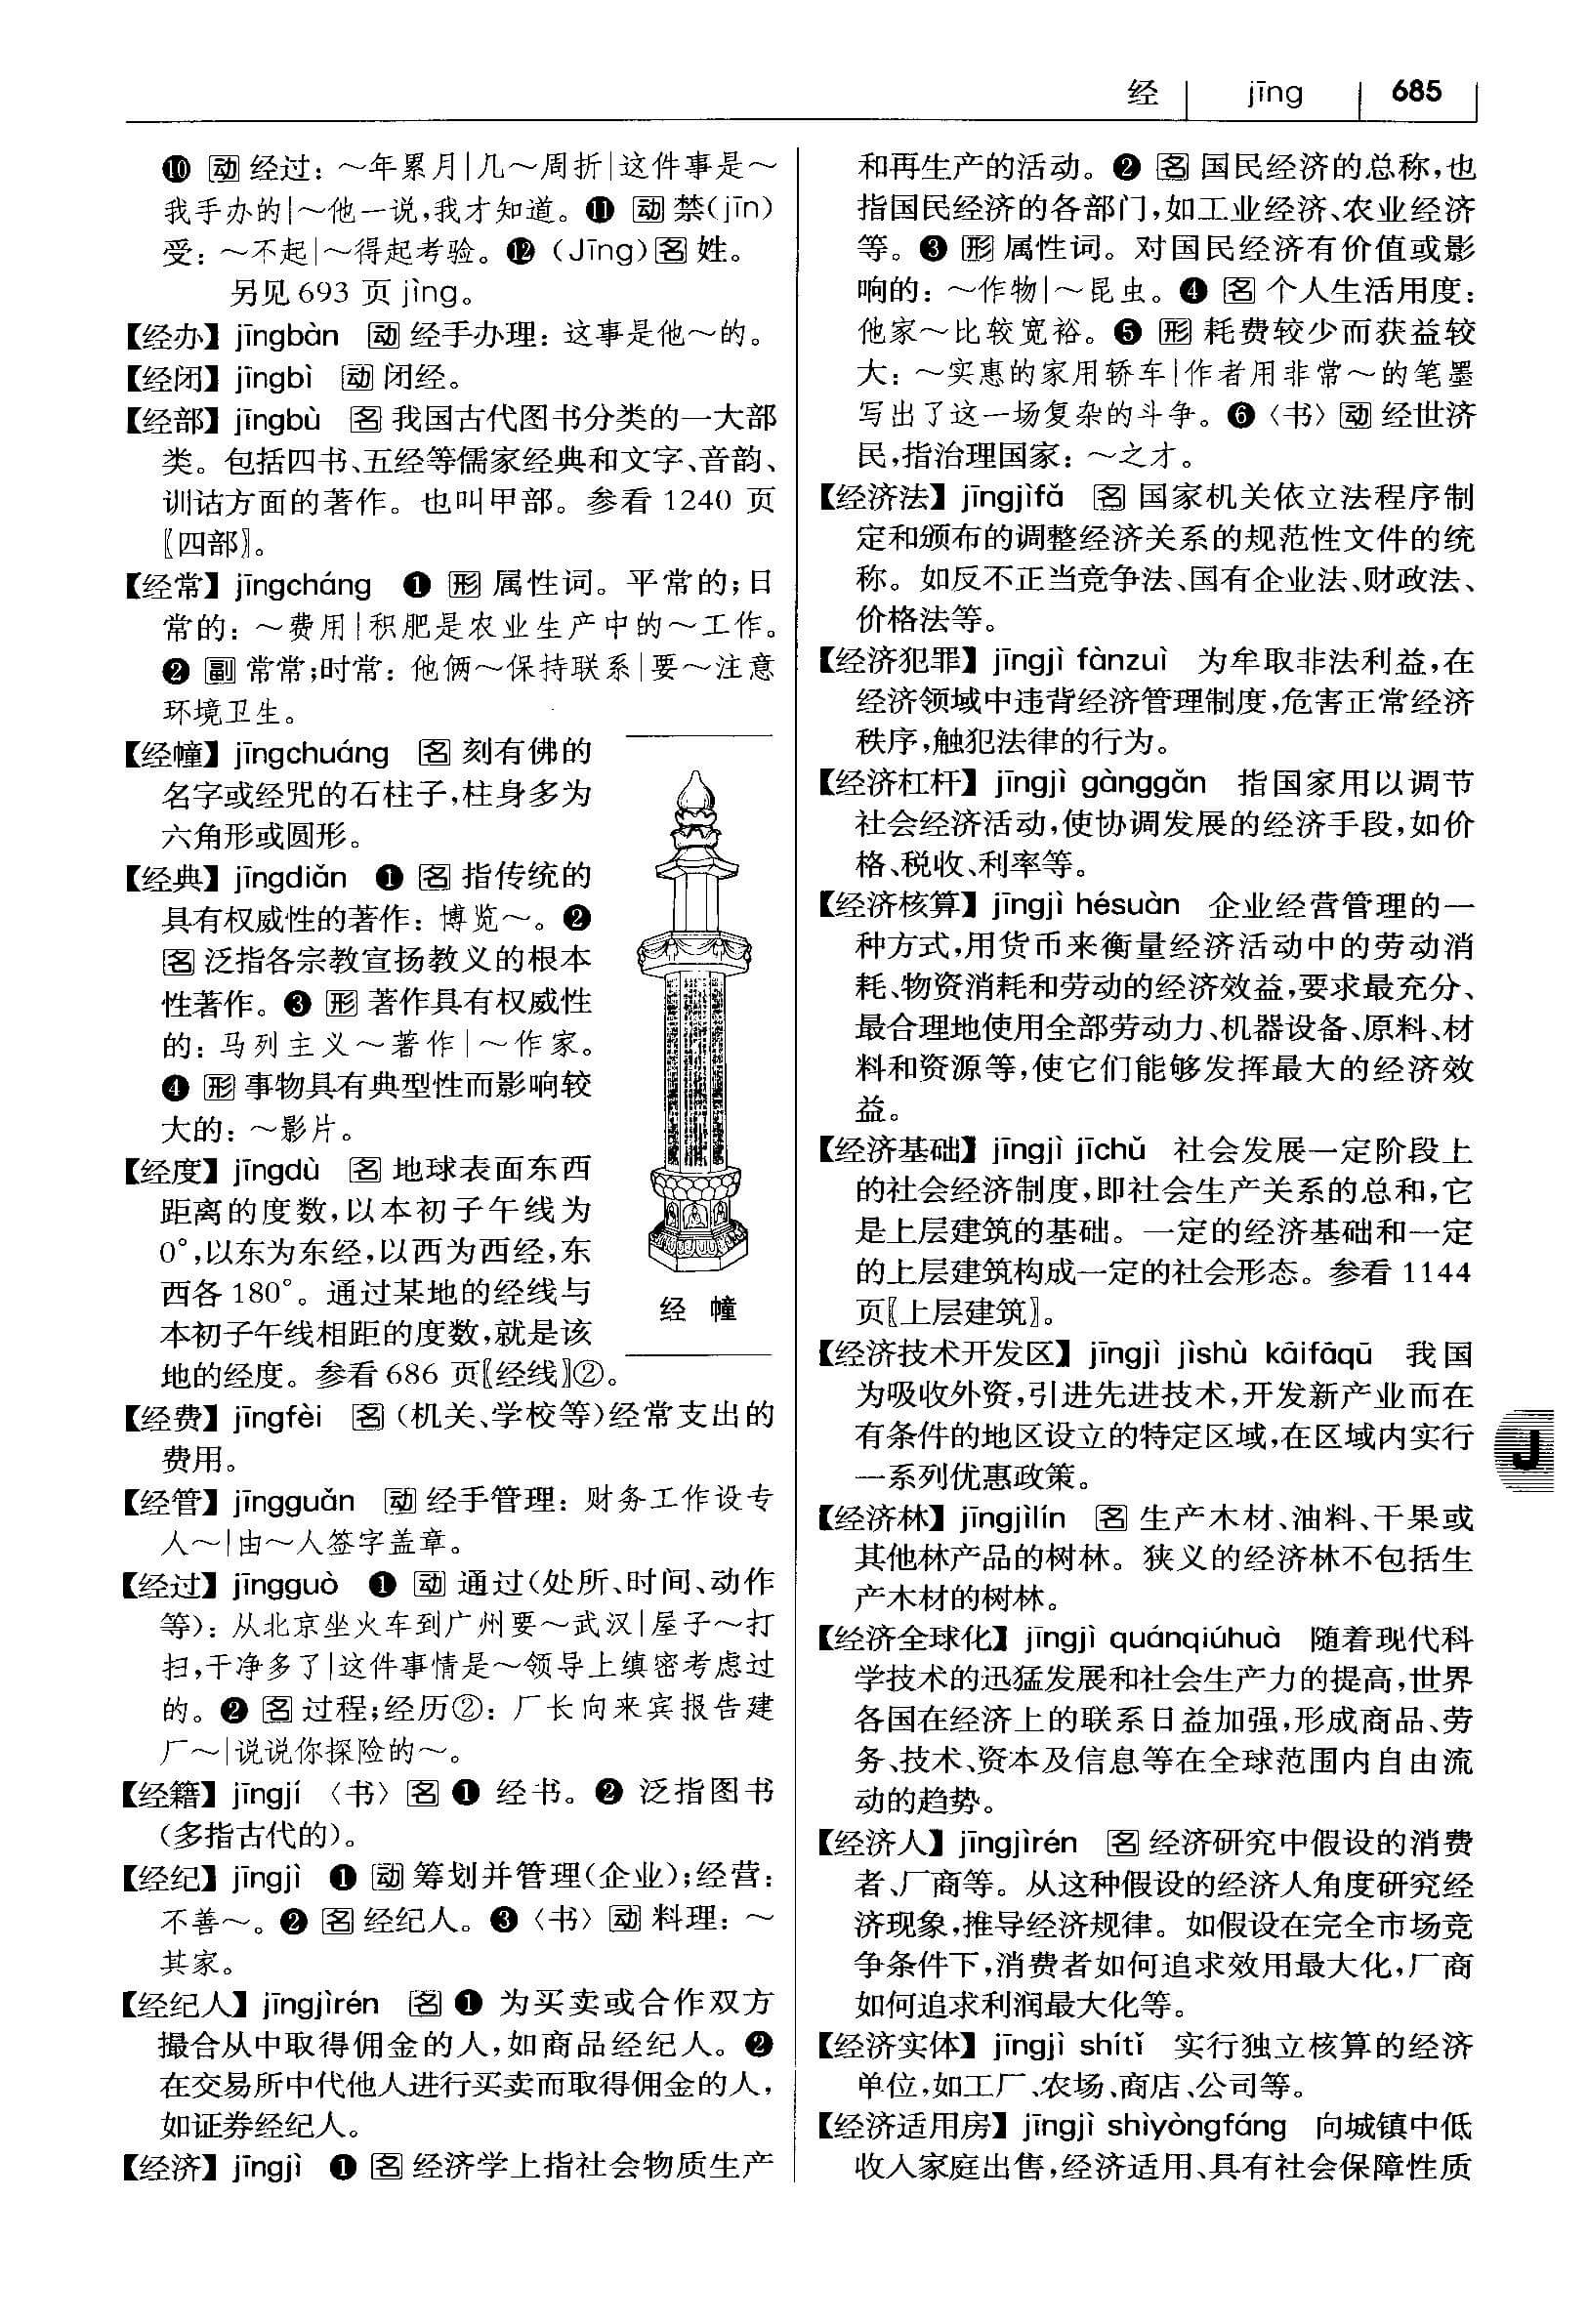 经 jīng 685
❿ 动 经过：～年累月|几～周折|这件事是～
我手办的|～他一说,我才知道。⓫ 动 禁(jīn)
受：～不起|～得起考验。⓬ (Jīng)名 姓。
另见693 页 jìng。
【经办】jīngbàn 动 经手办理：这事是他～的。
【经闭】jīngbì 动 闭经。
【经部】jīngbù 名 我国古代图书分类的一大部
类。包括四书、五经等儒家经典和文字、音韵、
训诂方面的著作。也叫甲部。参看 1240 页
〖四部〗。
【经常】jīngcháng ❶ 形 属性词。平常的;日
常的：～费用|积肥是农业生产中的～工作。
❷ 副 常常;时常：他俩～保持联系|要～注意
环境卫生。
【经幢】jīngchuáng 名 刻有佛的
名字或经咒的石柱子,柱身多为
六角形或圆形。
【经典】jīngdiǎn ❶ 名 指传统的
具有权威性的著作：博览～。❷
名 泛指各宗教宣扬教义的根本
性著作。❸ 形 著作具有权威性
的：马列主义～著作|～作家。
❹ 形 事物具有典型性而影响较
大的：～影片。
【经度】jīngdù 名 地球表面东西
距离的度数,以本初子午线为
0°,以东为东经,以西为西经,东
西各 180°。通过某地的经线与
本初子午线相距的度数,就是该
地的经度。参看 686 页〖经线〗②。
经 幢
【经费】jīngfèi 名 (机关、学校等)经常支出的
费用。
【经管】jīngguǎn 动 经手管理：财务工作设专
人～|由～人签字盖章。
【经过】jīngguò ❶ 动 通过(处所、时间、动作
等)：从北京坐火车到广州要～武汉|屋子～打
扫,干净多了|这件事情是～领导上缜密考虑过
的。❷ 名 过程;经历②：厂长向来宾报告建
厂～|说说你探险的～。
【经籍】jīngjí 〈书〉名 ❶ 经书。❷ 泛指图书
(多指古代的)。
【经纪】jīngjì ❶ 动 筹划并管理(企业);经营：
不善～。❷ 名 经纪人。❸〈书〉动 料理：～
其家。
【经纪人】jīngjìrén 名 ❶ 为买卖或合作双方
撮合从中取得佣金的人,如商品经纪人。❷
在交易所中代他人进行买卖而取得佣金的人,
如证券经纪人。
【经济】jīngjì ❶ 名 经济学上指社会物质生产
和再生产的活动。❷ 名 国民经济的总称,也
指国民经济的各部门,如工业经济、农业经济
等。❸ 形 属性词。对国民经济有价值或影
响的：～作物|～昆虫。❹ 名 个人生活用度：
他家～比较宽裕。❺ 形 耗费较少而获益较
大：～实惠的家用轿车|作者用非常～的笔墨
写出了这一场复杂的斗争。❻〈书〉动 经世济
民,指治理国家：～之才。
【经济法】jīngjìfǎ 名 国家机关依立法程序制
定和颁布的调整经济关系的规范性文件的统
称。如反不正当竞争法、国有企业法、财政法、
价格法等。
【经济犯罪】jīngjì fànzuì 为牟取非法利益,在
经济领域中违背经济管理制度,危害正常经济
秩序,触犯法律的行为。
【经济杠杆】jīngjì gànggǎn 指国家用以调节
社会经济活动,使协调发展的经济手段,如价
格、税收、利率等。
【经济核算】jīngjì hésuàn 企业经营管理的一
种方式,用货币来衡量经济活动中的劳动消
耗、物资消耗和劳动的经济效益,要求最充分、
最合理地使用全部劳动力、机器设备、原料、材
料和资源等,使它们能够发挥最大的经济效
益。
【经济基础】jīngjì jīchǔ 社会发展一定阶段上
的社会经济制度,即社会生产关系的总和,它
是上层建筑的基础。一定的经济基础和一定
的上层建筑构成一定的社会形态。参看 1144
页〖上层建筑〗。
【经济技术开发区】jīngjì jìshù kāifāqū 我国
为吸收外资,引进先进技术,开发新产业而在
有条件的地区设立的特定区域,在区域内实行
一系列优惠政策。
【经济林】jīngjìlín 名 生产木材、油料、干果或
其他林产品的树林。狭义的经济林不包括生
产木材的树林。
【经济全球化】jīngjì quánqiúhuà 随着现代科
学技术的迅猛发展和社会生产力的提高,世界
各国在经济上的联系日益加强,形成商品、劳
务、技术、资本及信息等在全球范围内自由流
动的趋势。
【经济人】jīngjìrén 名 经济研究中假设的消费
者、厂商等。从这种假设的经济人角度研究经
济现象,推导经济规律。如假设在完全市场竞
争条件下,消费者如何追求效用最大化,厂商
如何追求利润最大化等。
【经济实体】jīngjì shítǐ 实行独立核算的经济
单位,如工厂、农场、商店、公司等。
【经济适用房】jīngjì shìyòngfáng 向城镇中低
收入家庭出售,经济适用、具有社会保障性质
J